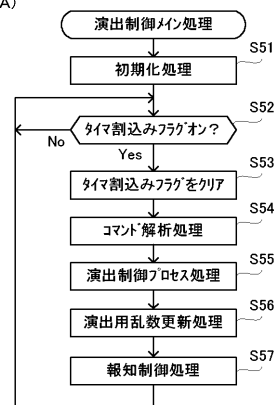 A)
演出制御メイン処理
S51
初期化処理
S52
タイマ割込みフラグオン？
No
Yes
S53
タイマ割込みフラグをクリア
S54
コマンド解析処理
S55
演出制御プロセス処理
S56
演出用乱数更新処理
S57
報知制御処理